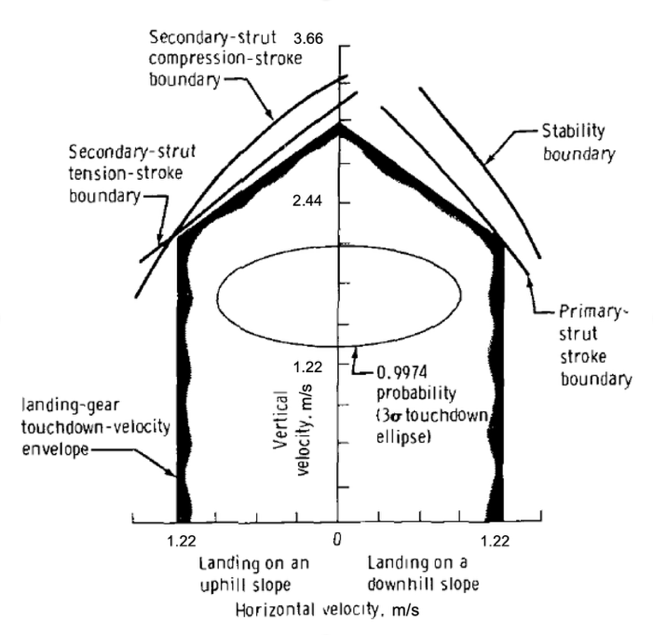 Secondary-strut
compression-stroke
boundary
3.66
Secondary-strut
tension-stroke
boundary
Stability
boundary
2.44
Primary-
strut
stroke
boundary
1.22
0.9974
probability
(3σ touchdown
ellipse)
Vertical
velocity, m/s
landing-gear
touchdown-velocity
envelope
1.22
0
1.22
Landing on an
uphill slope
Landing on a
downhill slope
Horizontal velocity, m/s